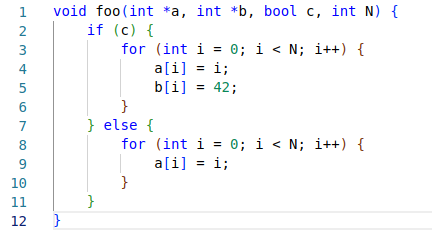 1 void foo(int *a, int *b, bool c, int N) {
2     if (c) {
3         for (int i = 0; i < N; i++) {
4             a[i] = i;
5             b[i] = 42;
6         }
7     } else {
8         for (int i = 0; i < N; i++) {
9             a[i] = i;
10         }
11     }
12 }